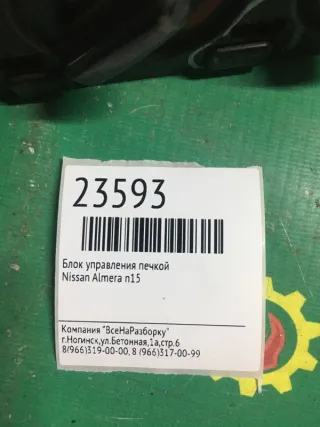 23593
Блок управления печкой
Nissan Almera n15
Компания "ВсеНаРазборку"
г.Ногинск,ул.Бетонная,1а,стр.6
8(966)319-00-00, 8 (966)317-00-99